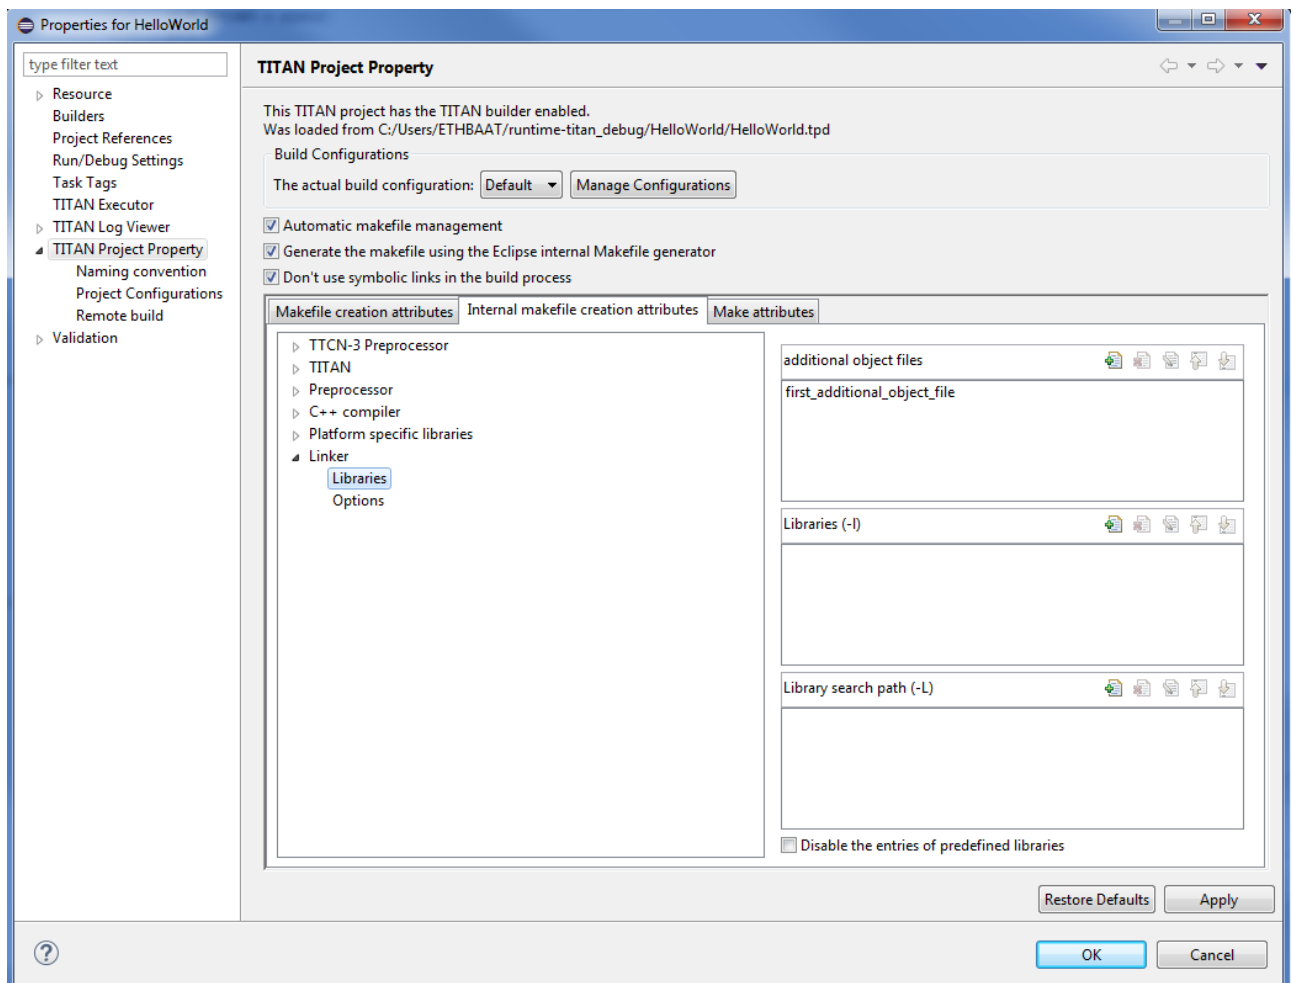 Properties for HelloWorld
type filter text
Resource
Builders
Project References
Run/Debug Settings
Task Tags
TITAN Executor
TITAN Log Viewer
TITAN Project Property
Naming convention
Project Configurations
Remote build
Validation
TITAN Project Property
This TITAN project has the TITAN builder enabled.
Was loaded from C:/Users/ETHBAAT/runtime-titan_debug/HelloWorld/HelloWorld.tpd
Build Configurations
The actual build configuration: Default Manage Configurations
Automatic makefile management
Generate the makefile using the Eclipse internal Makefile generator
Don't use symbolic links in the build process
Makefile creation attributes Internal makefile creation attributes Make attributes
TTCN-3 Preprocessor
TITAN
Preprocessor
C++ compiler
Platform specific libraries
Linker
Libraries
Options
additional object files
first_additional_object_file
Libraries (-l)
Library search path (-L)
Disable the entries of predefined libraries
Restore Defaults Apply
? OK Cancel